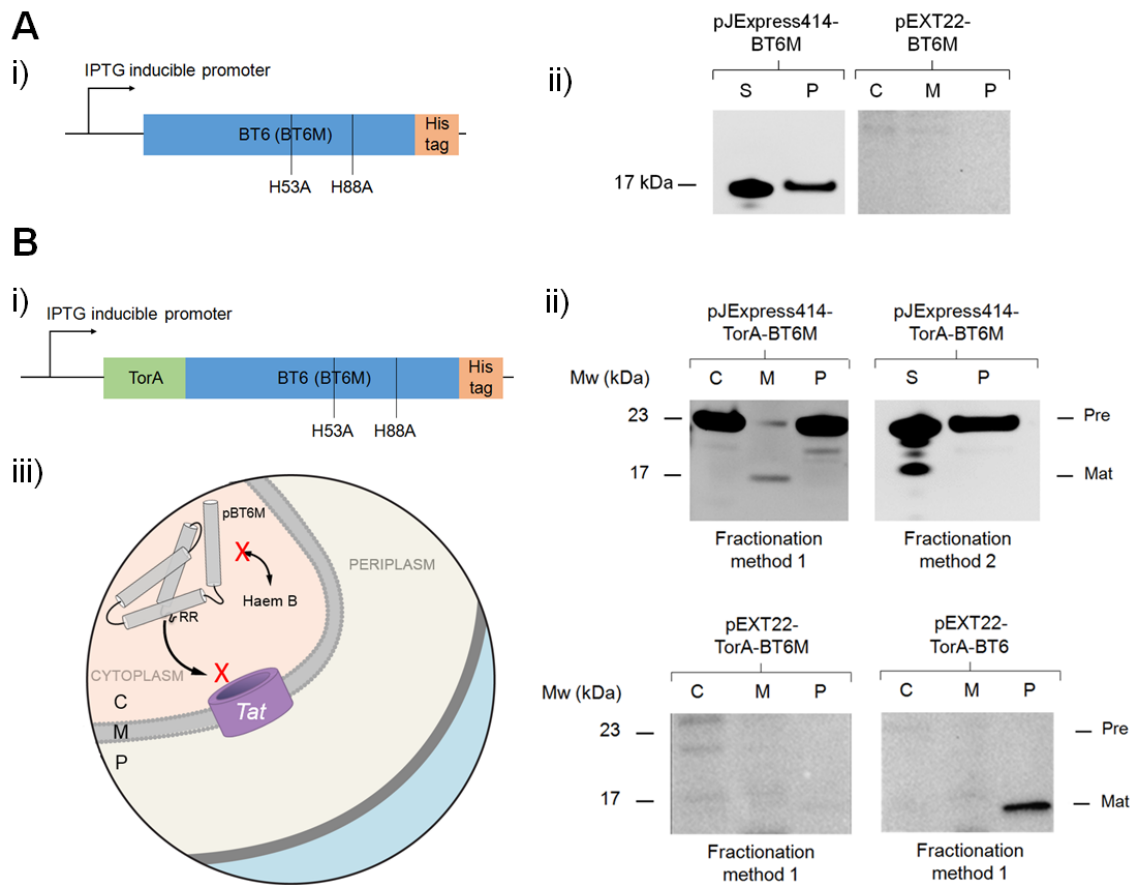 A
i)
IPTG inducible promoter
BT6 (BT6M)
His
tag
H53A
H88A
ii)
pJExpress414-
BT6M
pEXT22-
BT6M
S
P
C
M
P
17 kDa
B
i)
IPTG inducible promoter
TorA
BT6 (BT6M)
His
tag
H53A
H88A
ii)
pJExpress414-
TorA-BT6M
pJExpress414-
TorA-BT6M
Mw (kDa)
C
M
P
S
P
23
17
Pre
Mat
Fractionation
method 1
Fractionation
method 2
pEXT22-
TorA-BT6M
pEXT22-
TorA-BT6
Mw (kDa)
C
M
P
C
M
P
23
17
Pre
Mat
Fractionation
method 1
Fractionation
method 1
iii)
pBT6M
X
Haem B
RR
PERIPLASM
CYTOPLASM
X
C
M
P
Tat